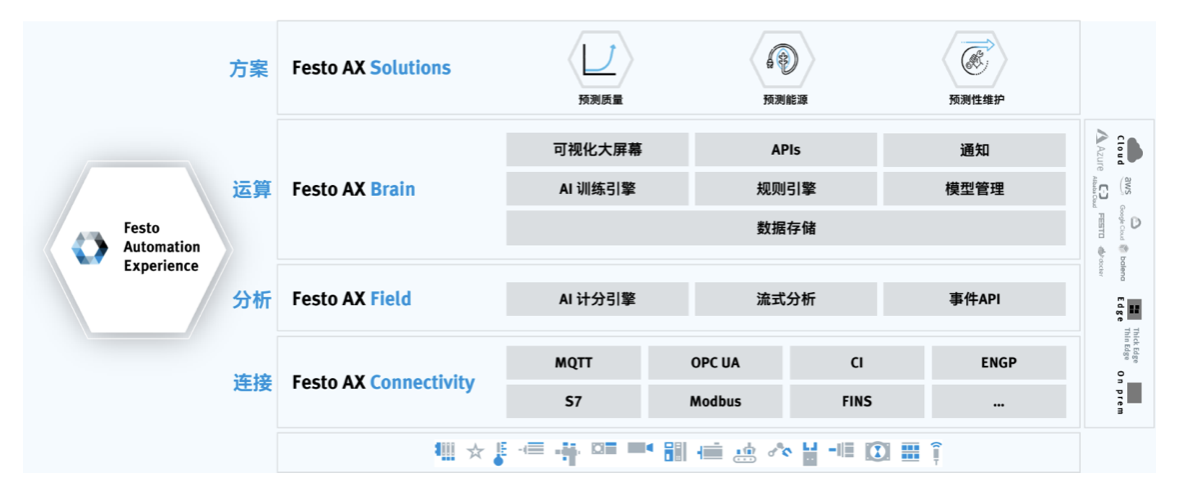 方案
Festo AX Solutions
预测质量
预测能源
预测性维护
Festo
Automation
Experience
运算
Festo AX Brain
可视化大屏幕
APIs
通知
AI 训练引擎
规则引擎
模型管理
数据存储
分析
Festo AX Field
AI 计分引擎
流式分析
事件API
连接
Festo AX Connectivity
MQTT
OPC UA
CI
ENGP
S7
Modbus
FINS
...
Cloud
Azure
aws
Alibaba Cloud
Google Cloud
FESTO
balena
docker
Edge
Thick Edge
Thin Edge
On prem